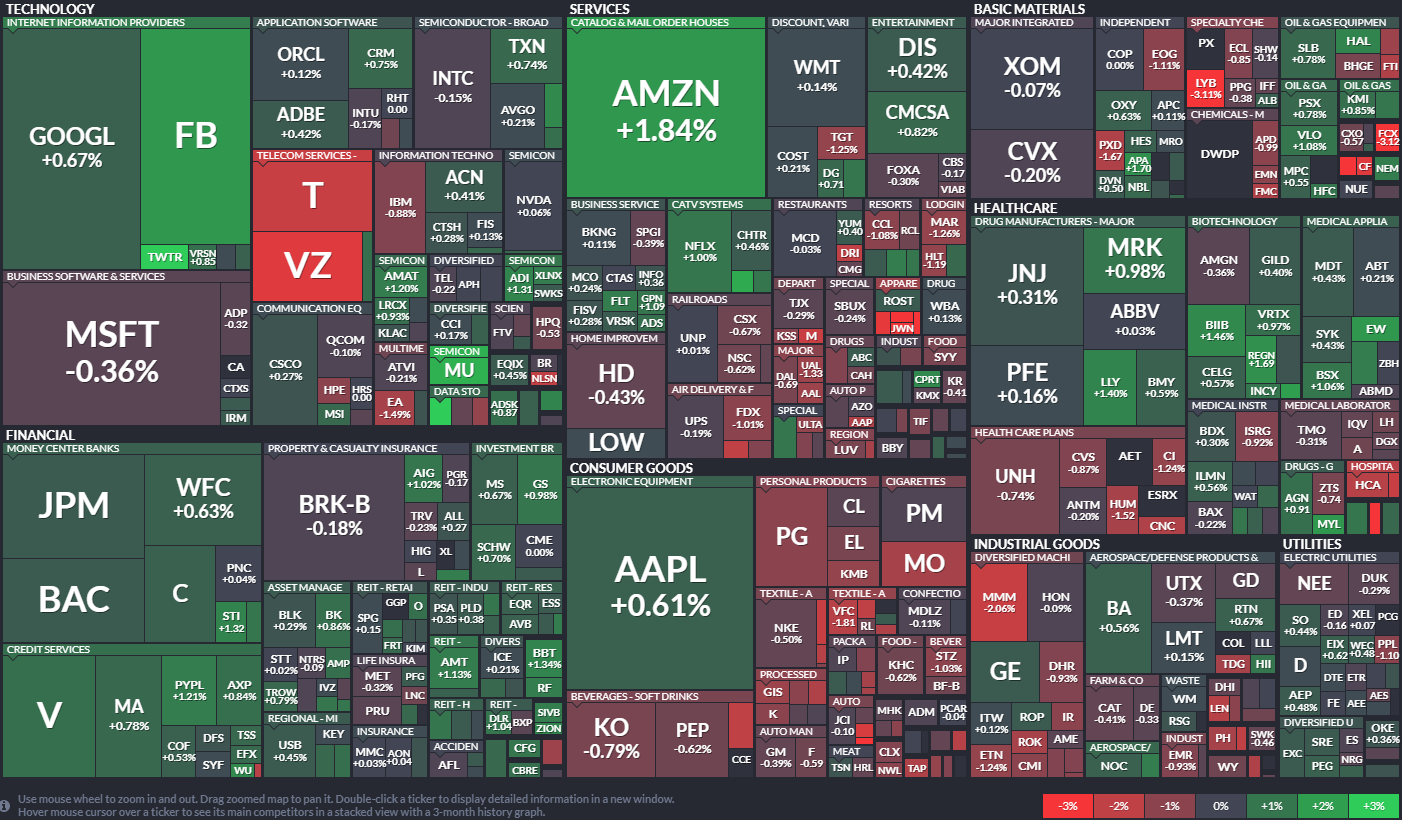 TECHNOLOGY
INTERNET INFORMATION PROVIDERS
GOOGL
+0.67%
FB
TWTR
VRSN
+0.85
BUSINESS SOFTWARE & SERVICES
MSFT
-0.36%
ADP
-0.32
CA
CTXS
IRM
APPLICATION SOFTWARE
ORCL
+0.12%
CRM
+0.75%
ADBE
+0.42%
INTU
-0.17%
RHT
0.00
TELECOM SERVICES -
T
VZ
COMMUNICATION EQ
CSCO
+0.27%
QCOM
-0.10%
HPE
HRS
0.00
MSI
SEMICONDUCTOR - BROAD
INTC
-0.15%
TXN
+0.74%
AVGO
+0.21%
INFORMATION TECHNO
IBM
-0.88%
ACN
+0.41%
CTSH
+0.28%
FIS
+0.13%
SEMICON
NVDA
+0.06%
SEMICON
AMAT
+1.20%
LRCX
+0.93%
KLAC
DIVERSIFIED
TEL
-0.22
APH
SEMICON
ADI
+1.31
XLNX
SWKS
DIVERSIFIE
CCI
+0.17%
SCIEN
FTV
HPQ
-0.53
MULTIME
ATVI
-0.21%
EA
-1.49%
SEMICON
MU
DATA STO
EQIX
+0.45%
BR
NLSN
ADSK
+0.87
FINANCIAL
MONEY CENTER BANKS
JPM
WFC
+0.63%
BAC
C
PNC
+0.04%
STI
+1.32
CREDIT SERVICES
V
MA
+0.78%
PYPL
+1.21%
AXP
+0.84%
COF
+0.53%
DFS
SYF
TSS
EFX
WU
PROPERTY & CASUALTY INSURANCE
BRK-B
-0.18%
AIG
+1.02%
PGR
-0.17
TRV
-0.23%
ALL
+0.27
HIG
XL
L
INVESTMENT BR
MS
+0.67%
GS
+0.98%
SCHW
+0.70%
CME
0.00%
ASSET MANAGE
BLK
+0.29%
BK
+0.86%
STT
+0.02%
NTRS
-0.09
AMP
TROW
+0.79%
IVZ
REGIONAL - MI
USB
+0.45%
KEY
REIT - RETAI
SPG
+0.15
GGP
O
FRT
KIM
LIFE INSURA
MET
-0.32%
PFG
LNC
PRU
INSURANCE
MMC
+0.03%
AON
+0.04
REIT - INDU
PSA
+0.35
PLD
+0.38
REIT - RES
EQR
ESS
AVB
REIT -
AMT
+1.13%
DIVERS
ICE
+0.21%
BBT
+1.34%
RF
REIT - H
REIT -
DLR
+1.04
BXP
SIVB
ZION
ACCIDEN
AFL
CFG
CBRE
SERVICES
CATALOG & MAIL ORDER HOUSES
AMZN
+1.84%
DISCOUNT, VARI
WMT
+0.14%
COST
+0.21%
TGT
-1.25%
DG
+0.71
ENTERTAINMENT
DIS
+0.42%
CMCSA
+0.82%
FOXA
-0.30%
CBS
-0.17
VIAB
BUSINESS SERVICE
BKNG
+0.11%
SPGI
-0.39%
MCO
+0.24%
CTAS
INFO
+0.36
FISV
+0.28%
FLT
GPN
+1.09
VRSK
ADS
CATV SYSTEMS
NFLX
+1.00%
CHTR
+0.46%
RAILROADS
UNP
+0.01%
CSX
-0.67%
NSC
-0.62%
HOME IMPROVEM
HD
-0.43%
LOW
AIR DELIVERY & F
UPS
-0.19%
FDX
-1.01%
RESTAURANTS
MCD
-0.03%
YUM
+0.40
DRI
CMG
RESORTS
CCL
-1.08%
RCL
LODGIN
MAR
-1.26%
HLT
-1.19
DEPART
TJX
-0.29%
KSS
M
SPECIAL
SBUX
-0.24%
APPARE
ROST
JWN
DRUG
WBA
+0.13%
MAJOR
DAL
-0.69
UAL
-1.33
AAL
DRUGS
ABC
CAH
INDUST
FOOD
SYY
AUTO P
AZO
AAP
CPRT
KMX
KR
-0.41
SPECIAL
ULTA
REGION
LUV
BBY
TIF
CONSUMER GOODS
ELECTRONIC EQUIPMENT
AAPL
+0.61%
BEVERAGES - SOFT DRINKS
KO
-0.79%
PEP
-0.62%
CCE
PERSONAL PRODUCTS
PG
CL
EL
KMB
CIGARETTES
PM
MO
TEXTILE - A
NKE
-0.50%
TEXTILE - A
VFC
-1.81
RL
CONFECTIO
MDLZ
-0.11%
PACKA
IP
FOOD -
KHC
-0.62%
BEVER
STZ
-1.03%
BF-B
PROCESSED
GIS
K
AUTO
JCI
-0.10
MHK
ADM
PCAR
-0.04
AUTO MAN
GM
-0.39%
F
-0.59
MEAT
TSN
HRL
CLX
NWL
TAP
BASIC MATERIALS
MAJOR INTEGRATED
XOM
-0.07%
CVX
-0.20%
INDEPENDENT
COP
0.00%
EOG
-1.11%
OXY
+0.63%
APC
+0.11%
PXD
-1.67
HES
MRO
APA
+1.70
DVN
+0.50
NBL
SPECIALTY CHE
PX
ECL
-0.85
SHW
-0.14
LYB
-3.11%
PPG
-0.38
IFF
ALB
CHEMICALS - M
DWDP
APD
-0.99
EMN
FMC
OIL & GAS EQUIPMEN
SLB
+0.78%
HAL
BHGE
FTI
OIL & GA
PSX
+0.78%
VLO
+1.08%
MPC
+0.55
HFC
OIL & GAS
KMI
+0.85%
CXO
-0.57
FCX
-3.12
CF
NEM
NUE
HEALTHCARE
DRUG MANUFACTURERS - MAJOR
JNJ
+0.31%
PFE
+0.16%
MRK
+0.98%
ABBV
+0.03%
LLY
+1.40%
BMY
+0.59%
BIOTECHNOLOGY
AMGN
-0.36%
GILD
+0.40%
BIIB
+1.46%
VRTX
+0.97%
CELG
+0.57%
REGN
+1.69
INCY
MEDICAL APPLIA
MDT
+0.43%
ABT
+0.21%
SYK
+0.43%
EW
ZBH
BSX
+1.06%
ABMD
HEALTH CARE PLANS
UNH
-0.74%
CVS
-0.87%
AET
CI
-1.24%
ANTM
-0.20%
HUM
-1.52
ESRX
CNC
MEDICAL INSTR
BDX
+0.30%
ISRG
-0.92%
ILMN
+0.56%
WAT
BAX
-0.22%
MEDICAL LABORATOR
TMO
-0.31%
IQV
LH
A
DGX
DRUGS - G
AGN
+0.91
ZTS
-0.74
MYL
HOSPITA
HCA
INDUSTRIAL GOODS
DIVERSIFIED MACHI
MMM
-2.06%
HON
-0.09%
GE
DHR
-0.93%
ITW
+0.12%
ROP
IR
ETN
-1.24%
ROK
AME
CMI
AEROSPACE/DEFENSE PRODUCTS &
BA
+0.56%
UTX
-0.37%
GD
LMT
+0.15%
RTN
+0.67%
COL
LLL
TDG
HII
FARM & CO
CAT
-0.41%
DE
-0.33
WASTE
WM
RSG
DHI
LEN
AEROSPACE/
NOC
INDUST
EMR
-0.93%
PH
SWK
-0.46
WY
UTILITIES
ELECTRIC UTILITIES
NEE
DUK
-0.29%
SO
+0.44%
ED
-0.16
XEL
+0.07
PCG
D
EIX
+0.62
WEC
+0.48
PPL
-1.10
DTE
ETR
AEP
+0.48%
FE
AEE
AES
DIVERSIFIED U
EXC
SRE
ES
OKE
+0.36%
PEG
NRG
Use mouse wheel to zoom in and out. Drag zoomed map to pan it. Double-click a ticker to display detailed information in a new window.
Hover mouse cursor over a ticker to see its main competitors in a stacked view with a 3-month history graph.
-3%
-2%
-1%
0%
+1%
+2%
+3%